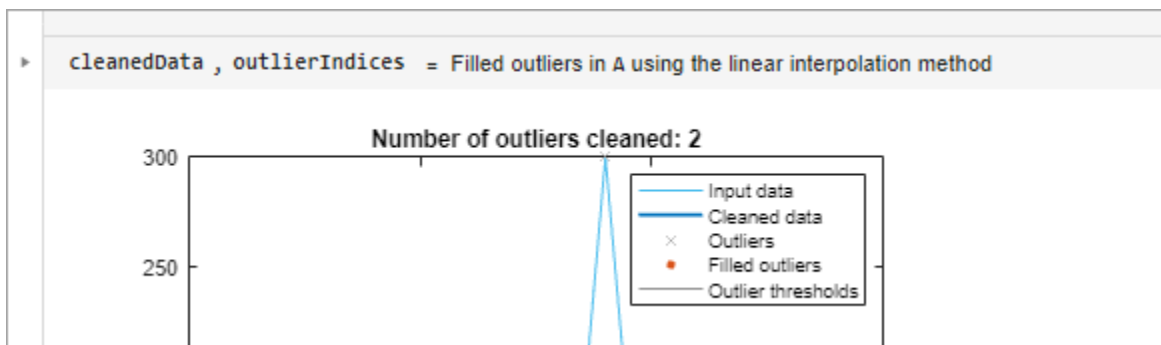 cleanedData , outlierIndices = Filled outliers in A using the linear interpolation method
Number of outliers cleaned: 2
300
Input data
Cleaned data
Outliers
250
Filled outliers
Outlier thresholds